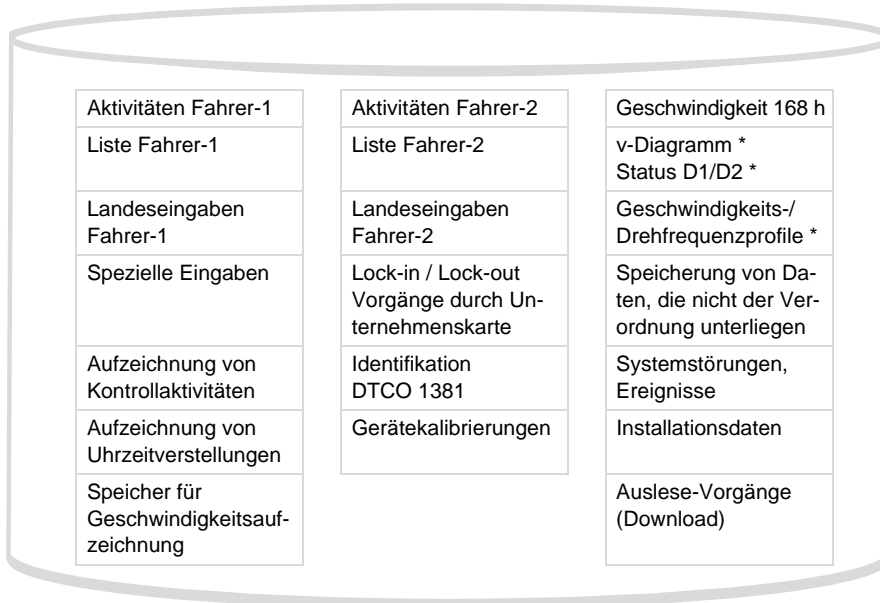 Aktivitäten Fahrer-1
Liste Fahrer-1
Landeseingaben
Fahrer-1
Spezielle Eingaben
Aufzeichnung von
Kontrollaktivitäten
Aufzeichnung von
Uhrzeitverstellungen
Speicher für
Geschwindigkeitsauf-
zeichnung
Aktivitäten Fahrer-2
Liste Fahrer-2
Landeseingaben
Fahrer-2
Lock-in / Lock-out
Vorgänge durch Un-
ternehmenskarte
Identifikation
DTCO 1381
Gerätekalibrierungen
Geschwindigkeit 168 h
v-Diagramm *
Status D1/D2 *
Geschwindigkeits-/
Drehfrequenzprofile *
Speicherung von Da-
ten, die nicht der Ver-
ordnung unterliegen
Systemstörungen,
Ereignisse
Installationsdaten
Auslese-Vorgänge
(Download)